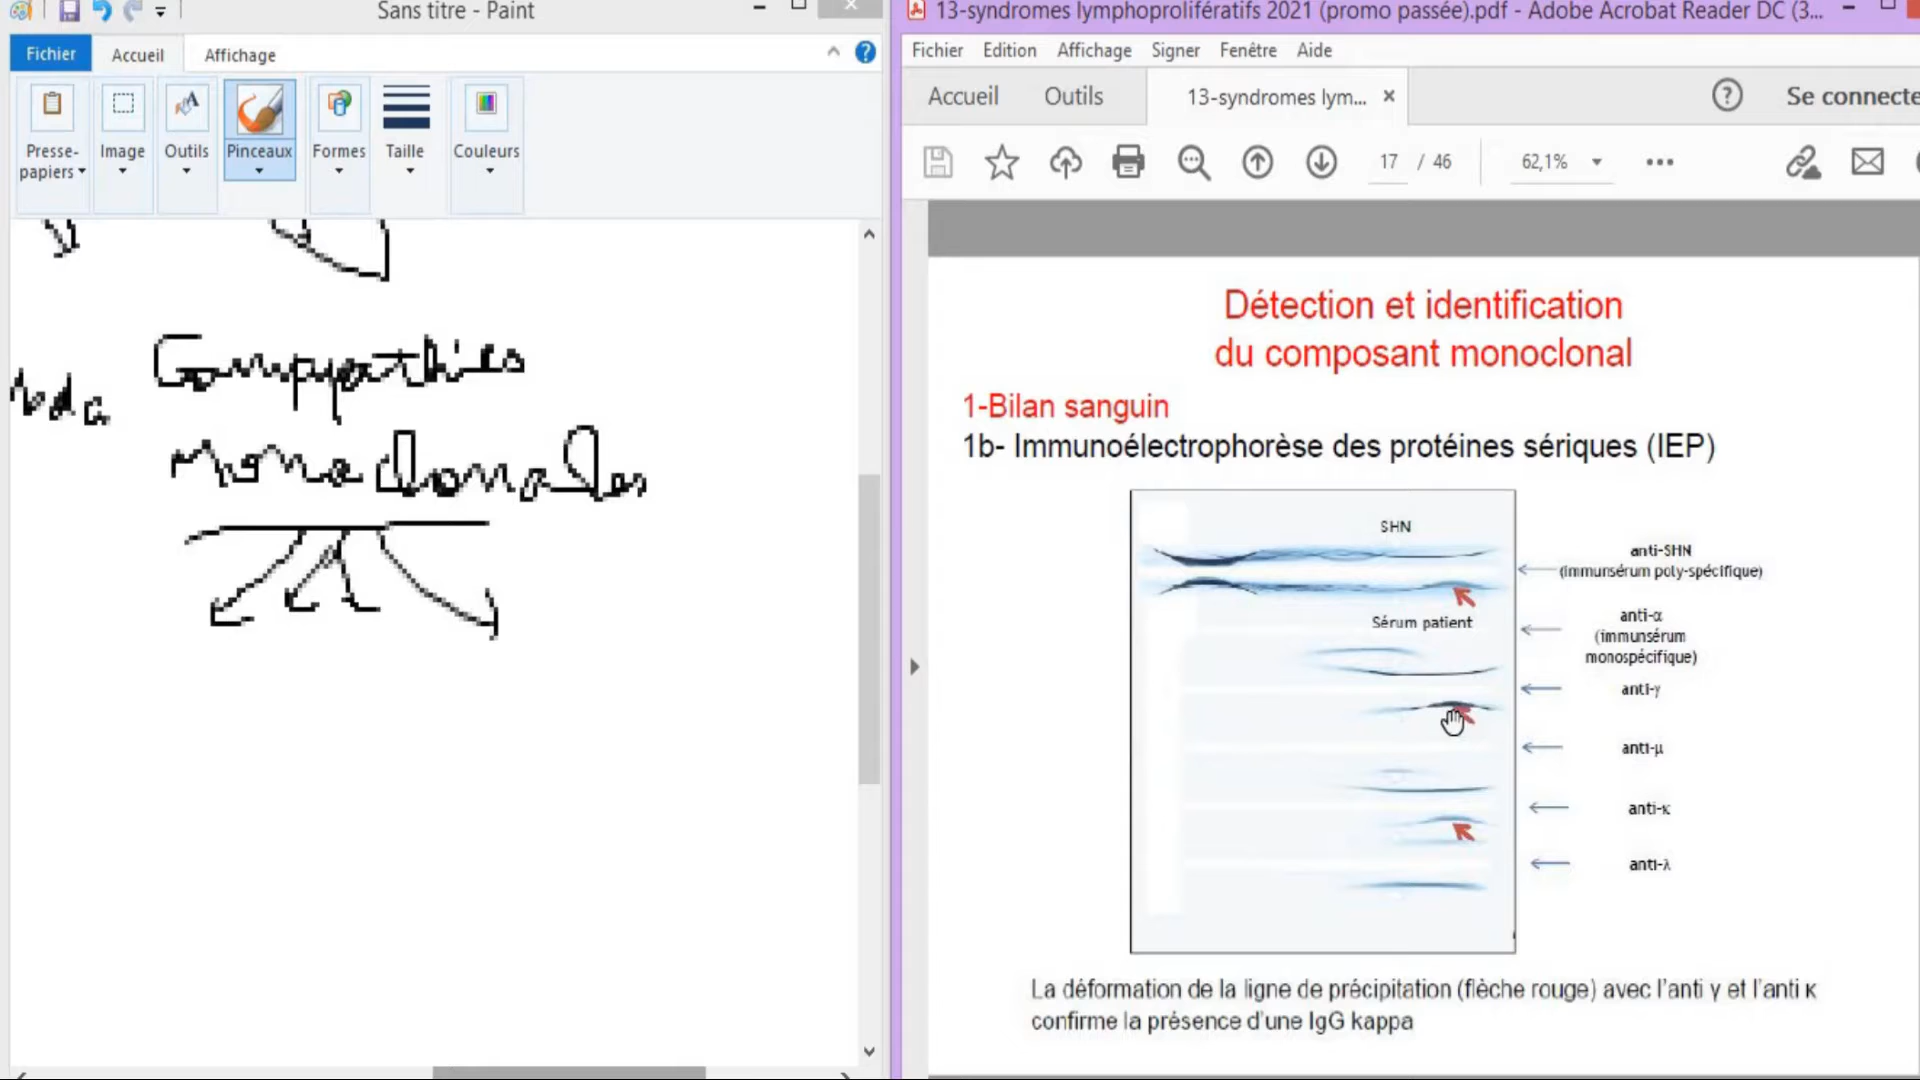 Sans titre - Paint
Fichier
Accueil
Affichage
Presse-
papiers
Image
Outils
Pinceaux
Formes
Taille
Couleurs
bda
Gampyathies
monoclonales
13-syndromes lymphoprolifératifs 2021 (promo passée).pdf - Adobe Acrobat Reader DC (3...
Fichier Edition Affichage Signer Fenêtre Aide
Accueil
Outils
13-syndromes lym...
Se connecte
17 / 46
62,1%
Détection et identification
du composant monoclonal
1-Bilan sanguin
1b- Immunoélectrophorèse des protéines sériques (IEP)
SHN
Sérum patient
anti-SHN
(immunsérum poly-spécifique)
anti-α
(immunsérum
monospécifique)
anti-γ
anti-μ
anti-κ
anti-λ
La déformation de la ligne de précipitation (flèche rouge) avec l'anti γ et l'anti κ
confirme la présence d'une IgG kappa